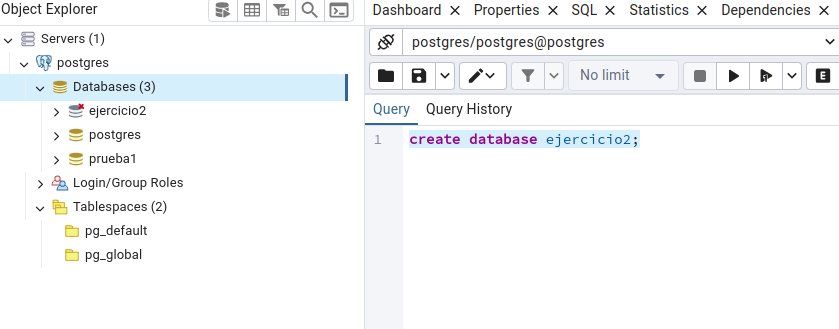 Object Explorer
Servers (1)
postgres
Databases (3)
ejercicio2
postgres
prueba1
Login/Group Roles
Tablespaces (2)
pg_default
pg_global
Dashboard Properties SQL Statistics Dependencies
postgres/postgres@postgres
No limit E
Query Query History
1 create database ejercicio2;